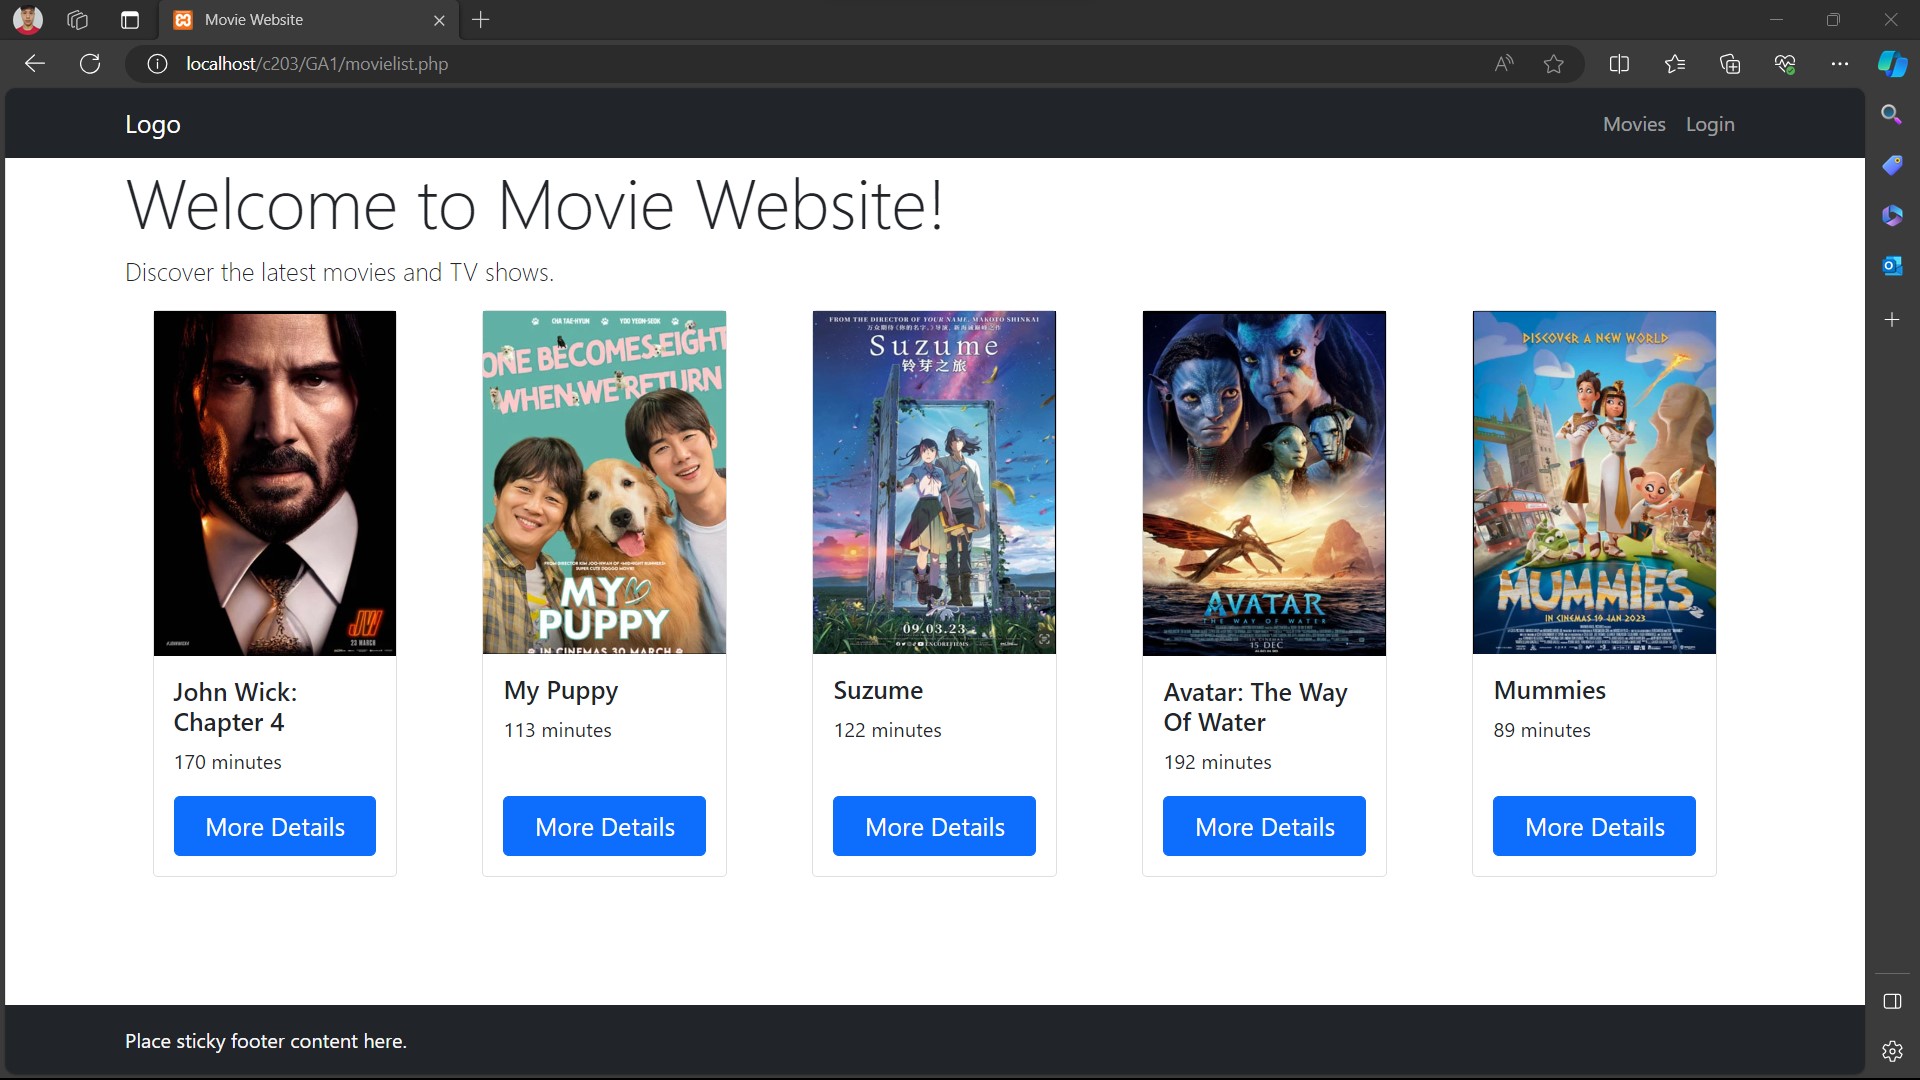 Movie Website
localhost/c203/GA1/movielist.php
Logo
Movies Login
Welcome to Movie Website!
Discover the latest movies and TV shows.
JW
23 MARCH
CHA TAE-HYUN YOO YEON-SEOK
ONE BECOMES EIGHT
WHEN WE RETURN
MY
PUPPY
IN CINEMAS 30 MARCH
FROM THE DIRECTOR OF YOUR NAME, MAKOTO SHINKAI
Suzume
铃芽之旅
09.03.23
AVATAR
THE WAY OF WATER
15 DEC
DISCOVER A NEW WORLD
MUMMIES
IN CINEMAS 19 JAN 2023
John Wick:
Chapter 4
170 minutes
More Details
My Puppy
113 minutes
More Details
Suzume
122 minutes
More Details
Avatar: The Way
Of Water
192 minutes
More Details
Mummies
89 minutes
More Details
Place sticky footer content here.